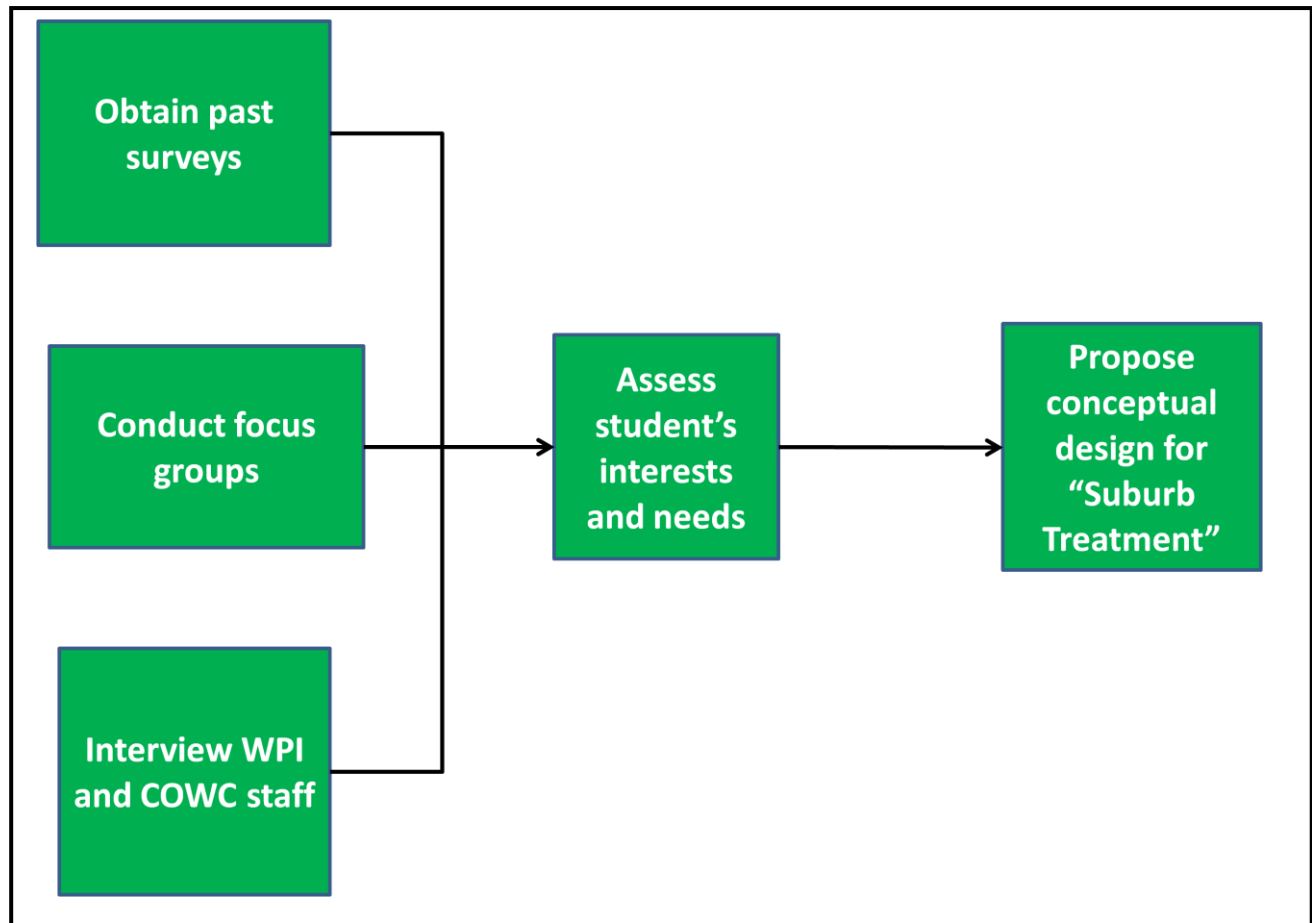 Obtain past
surveys
Conduct focus
groups
Interview WPI
and COWC staff
Assess
student’s
interests
and needs
Propose
conceptual
design for
“Suburb
Treatment”